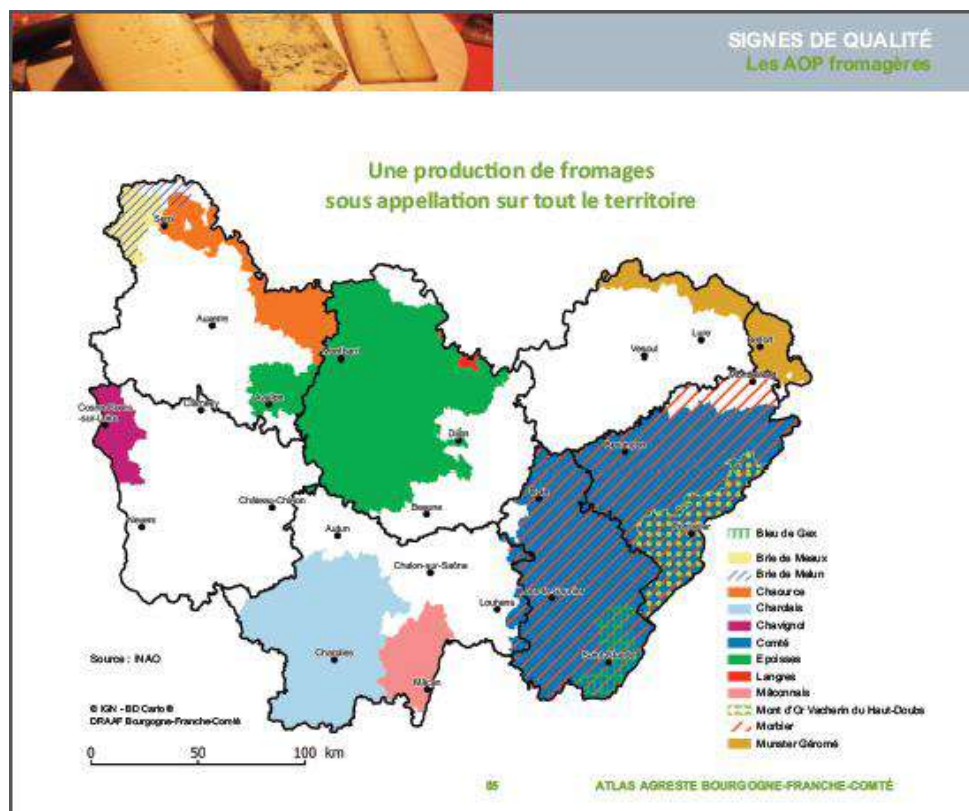 SIGNES DE QUALITÉ
Les AOP fromagères
Une production de fromages
sous appellation sur tout le territoire
Sens
Auxerre
Montbard
Vesoul
Lure
Belfort
Cosne-Cours
-sur-Loire
Clamecy
Avallon
Dijon
Besançon
Nevers
Château-Chinon
Beaune
Dole
Autun
Chalon-sur-Saône
Louhans
Charolles
Mâcon
Bleu de Gex
Brie de Meaux
Brie de Melun
Chaource
Charolais
Chavignol
Comté
Epoisses
Langres
Mâconnais
Mont d'Or Vacherin du Haut-Doubs
Morbier
Munster Géromé
Source : INAO
© IGN - BD Carto ®
DRAAF Bourgogne-Franche-Comté
0 50 100 km
85 ATLAS AGRESTE BOURGOGNE-FRANCHE-COMTÉ